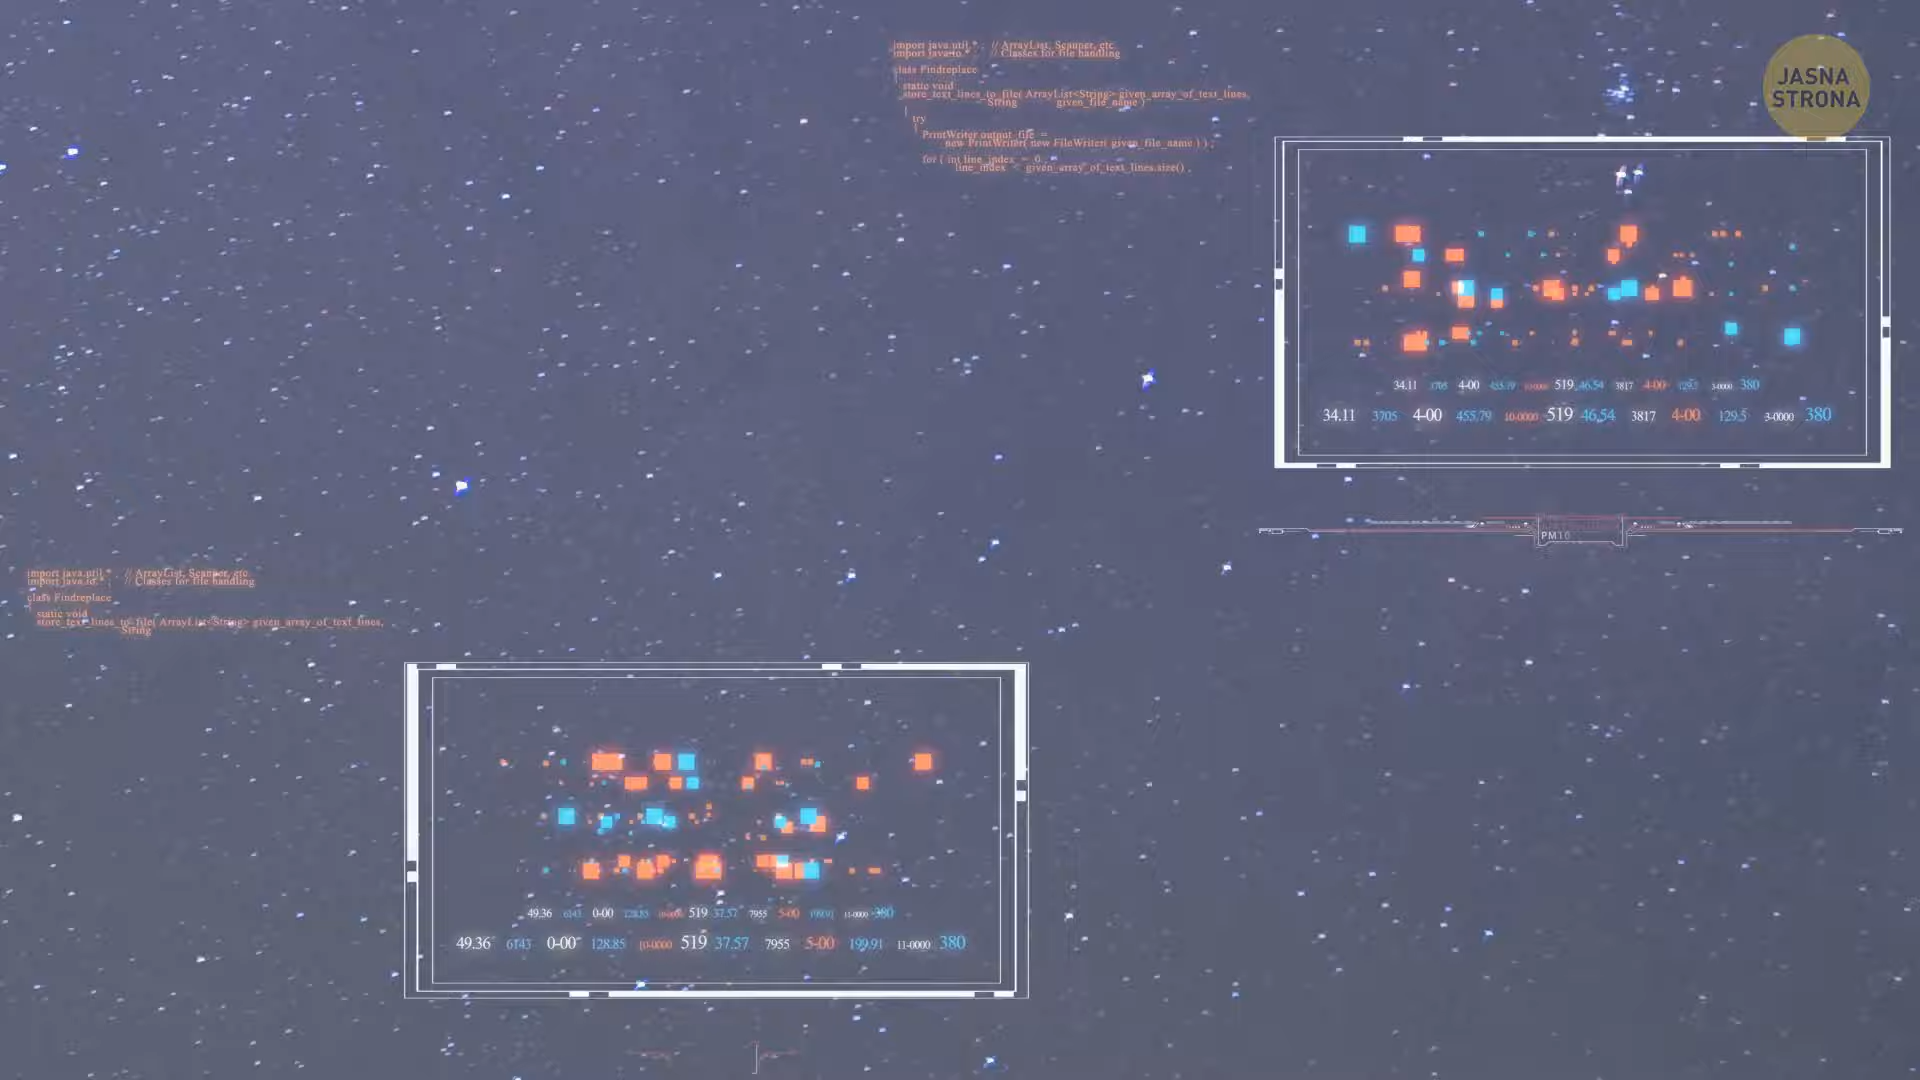 import java.util.* ; // ArrayList, Scanner, etc
import java.io.* ; // Classes for file handling
class Findreplace
{
static void
store_text_lines_to_file( ArrayList<String> given_array_of_text_lines,
String given_file_name )
{
try
{
PrintWriter output_file =
new PrintWriter( new FileWriter( given_file_name ) ) ;
for ( int line_index = 0 ;
line_index < given_array_of_text_lines.size() ;
JASNA
STRONA
34.11 3705 4-00 455.79 10-0000 519 46.54 3817 4-00 129.5 3-0000 380
34.11 3705 4-00 455.79 10-0000 519 46.54 3817 4-00 129.5 3-0000 380
PM10
import java.util.* ; // ArrayList, Scanner, etc
import java.io.* ; // Classes for file handling
class Findreplace
{
static void
store_text_lines_to_file( ArrayList<String> given_array_of_text_lines,
String
49.36 6143 0-00 128.85 10-0000 519 37.57 7955 5-00 199.91 11-0000 380
49.36 6143 0-00 128.85 10-0000 519 37.57 7955 5-00 199.91 11-0000 380